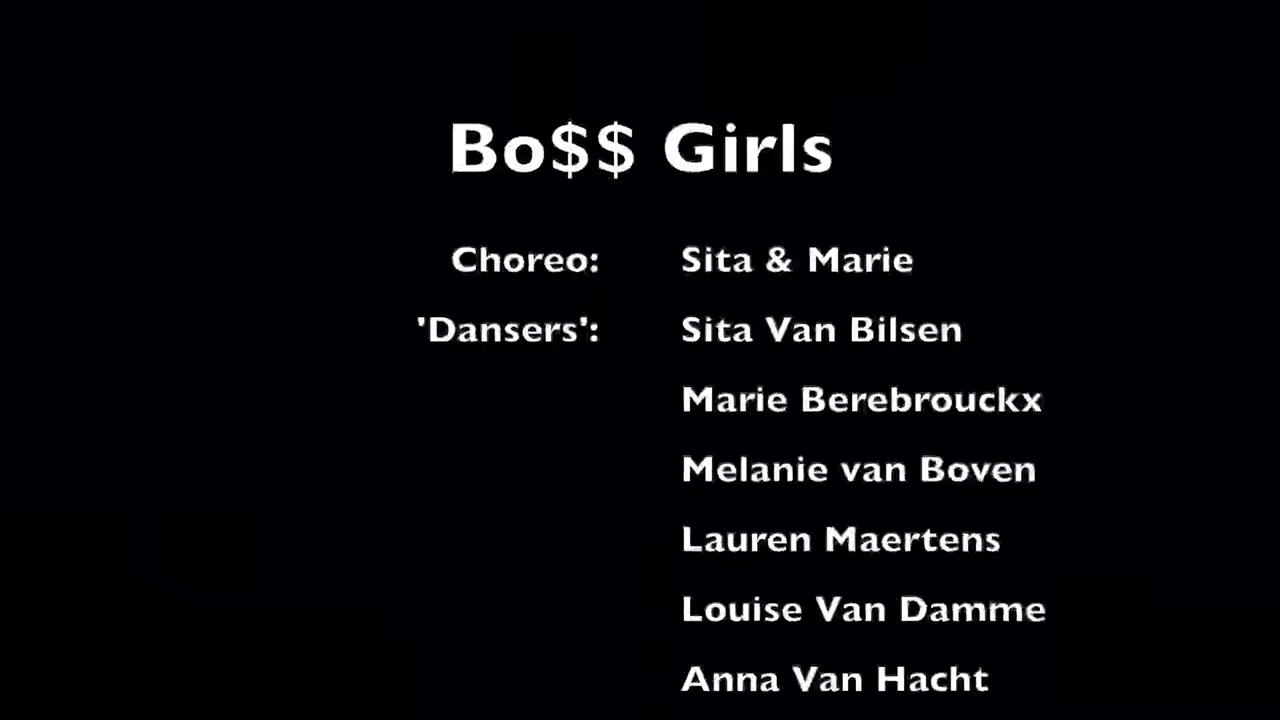 Bo$$ Girls
Choreo: Sita & Marie
'Dansers': Sita Van Bilsen
Marie Berebrouckx
Melanie van Boven
Lauren Maertens
Louise Van Damme
Anna Van Hacht